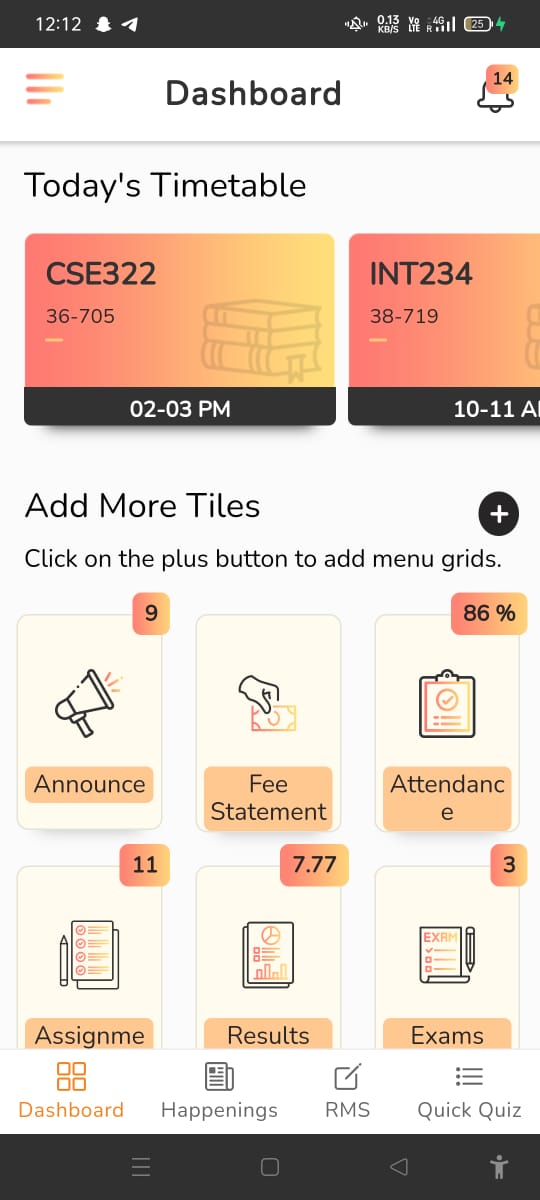 12:12
0.13 KB/S
Vo LTE
4G
R
25
Dashboard
14
Today's Timetable
CSE322
36-705
02-03 PM
INT234
38-719
10-11 A
Add More Tiles
Click on the plus button to add menu grids.
9
Announce
Fee
Statement
86 %
Attendanc
e
11
Assignme
7.77
Results
3
EXAM
Exams
Dashboard
Happenings
RMS
Quick Quiz